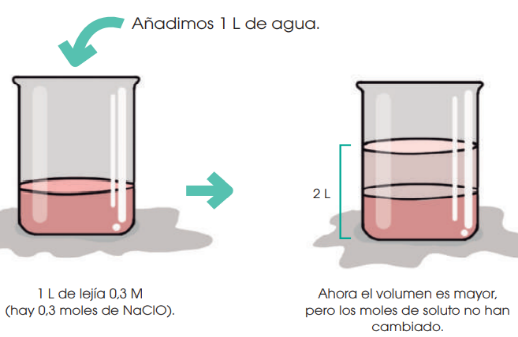 Añadimos 1 L de agua.
2 L
1 L de lejía 0,3 M
(hay 0,3 moles de NaClO).
Ahora el volumen es mayor,
pero los moles de soluto no han
cambiado.